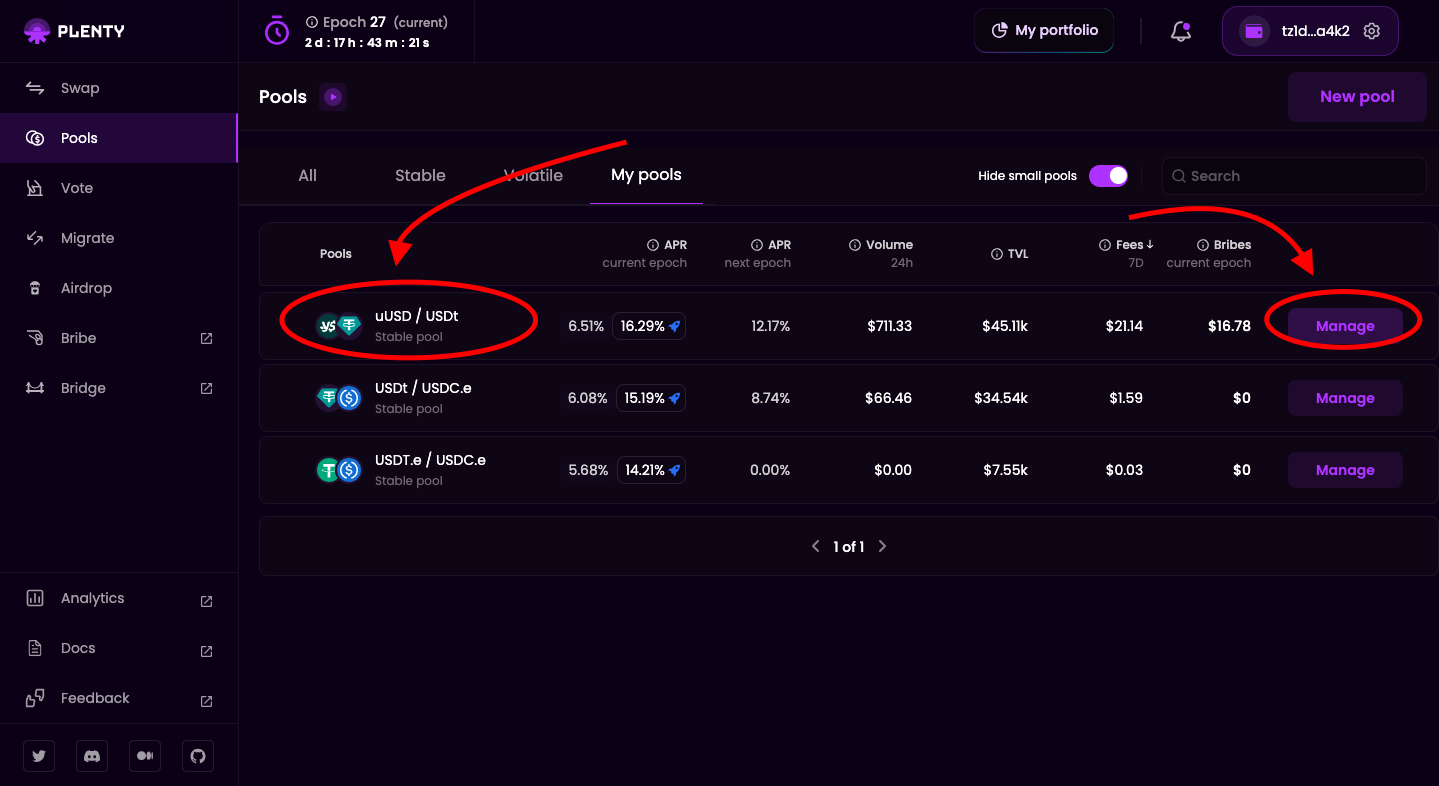 PLENTY
Epoch 27 (current)
2 d : 17 h : 43 m : 21 s
My portfolio
tz1d...a4k2
Swap
Pools
Vote
Migrate
Airdrop
Bribe
Bridge
Analytics
Docs
Feedback
Pools
New pool
All Stable Volatile My pools
Hide small pools
Search
Pools
APR
current epoch
APR
next epoch
Volume
24h
TVL
Fees
7D
Bribes
current epoch
uUSD / USDt
Stable pool
6.51% 16.29% 12.17% $711.33 $45.11k $21.14 $16.78 Manage
USDt / USDC.e
Stable pool
6.08% 15.19% 8.74% $66.46 $34.54k $1.59 $0 Manage
USDT.e / USDC.e
Stable pool
5.68% 14.21% 0.00% $0.00 $7.55k $0.03 $0 Manage
1 of 1